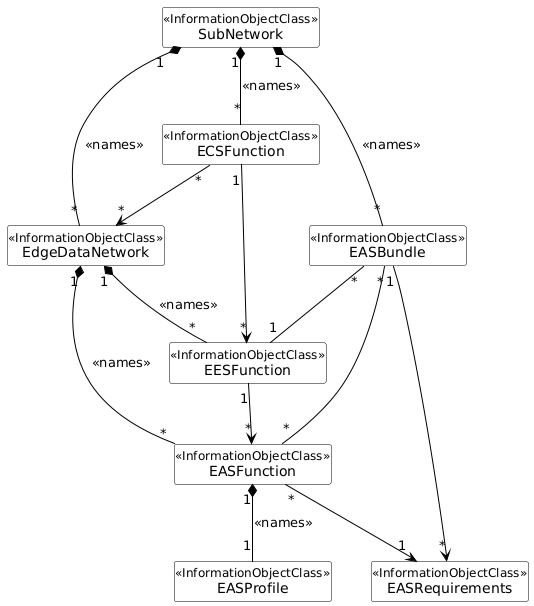 «InformationObjectClass»
SubNetwork
1
1
1
«names»
*
«InformationObjectClass»
ECSFunction
«names»
«names»
*
1
*
*
*
«InformationObjectClass»
EdgeDataNetwork
«InformationObjectClass»
EASBundle
1
1
*
*
1
«names»
*
*
1
«InformationObjectClass»
EESFunction
«names»
1
*
*
*
«InformationObjectClass»
EASFunction
1
*
«names»
1
1
*
«InformationObjectClass»
EASProfile
«InformationObjectClass»
EASRequirements